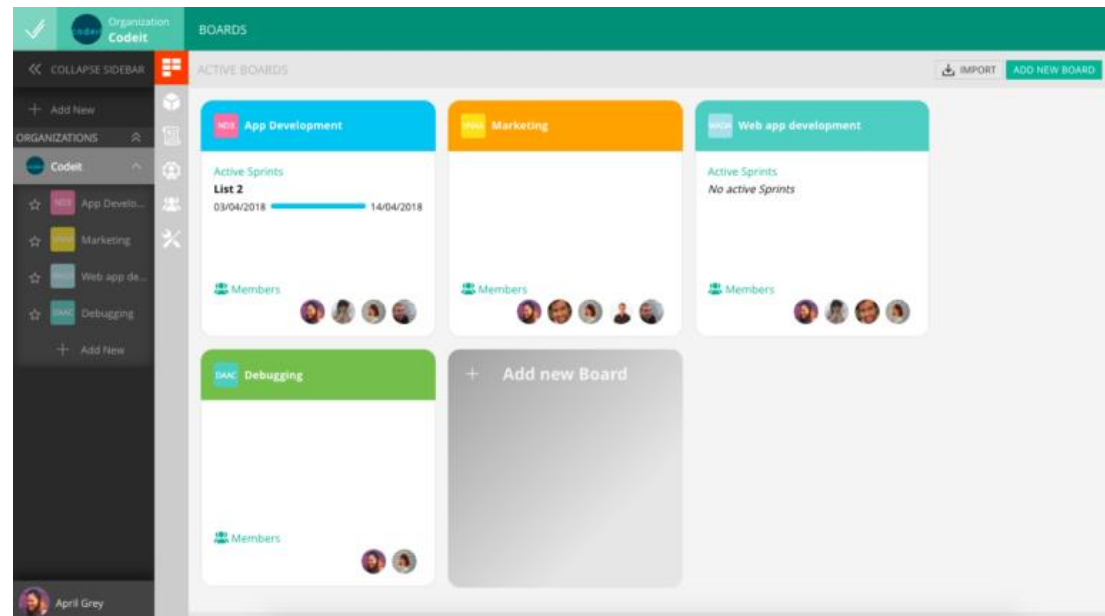 Organization
Codeit
BOARDS
COLLAPSE SIDEBAR
ACTIVE BOARDS
IMPORT
ADD NEW BOARD
Add New
ORGANIZATIONS
Codeit
App Develo...
Marketing
Web app de...
DAAC Debugging
Add New
App Development
Active Sprints
List 2
03/04/2018 14/04/2018
Members
Marketing
Members
Web app development
Active Sprints
No active Sprints
Members
DAAC Debugging
Members
Add new Board
April Grey